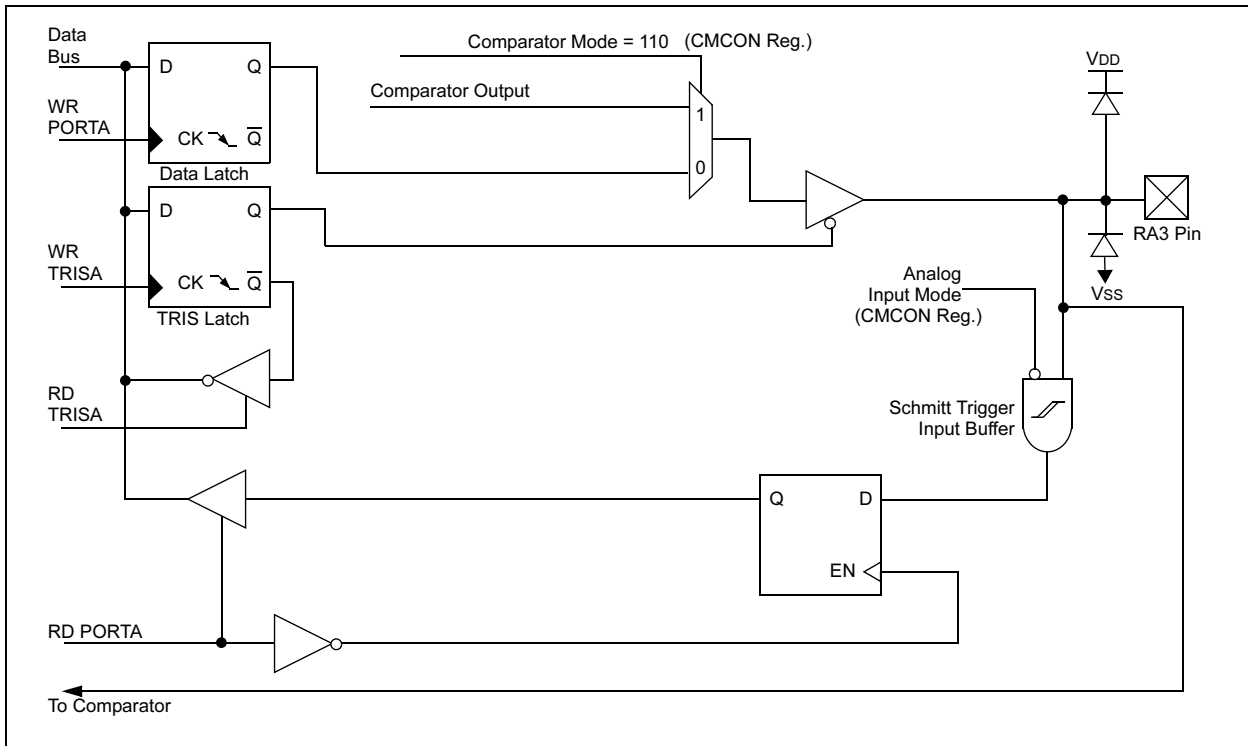 Data
Bus
D Q
WR
PORTA
CK Q
Data Latch
D Q
WR
TRISA
CK Q
TRIS Latch
RD
TRISA
RD PORTA
To Comparator
Comparator Mode = 110 (CMCON Reg.)
Comparator Output
1
0
VDD
RA3 Pin
VSS
Analog
Input Mode
(CMCON Reg.)
Schmitt Trigger
Input Buffer
Q D
EN